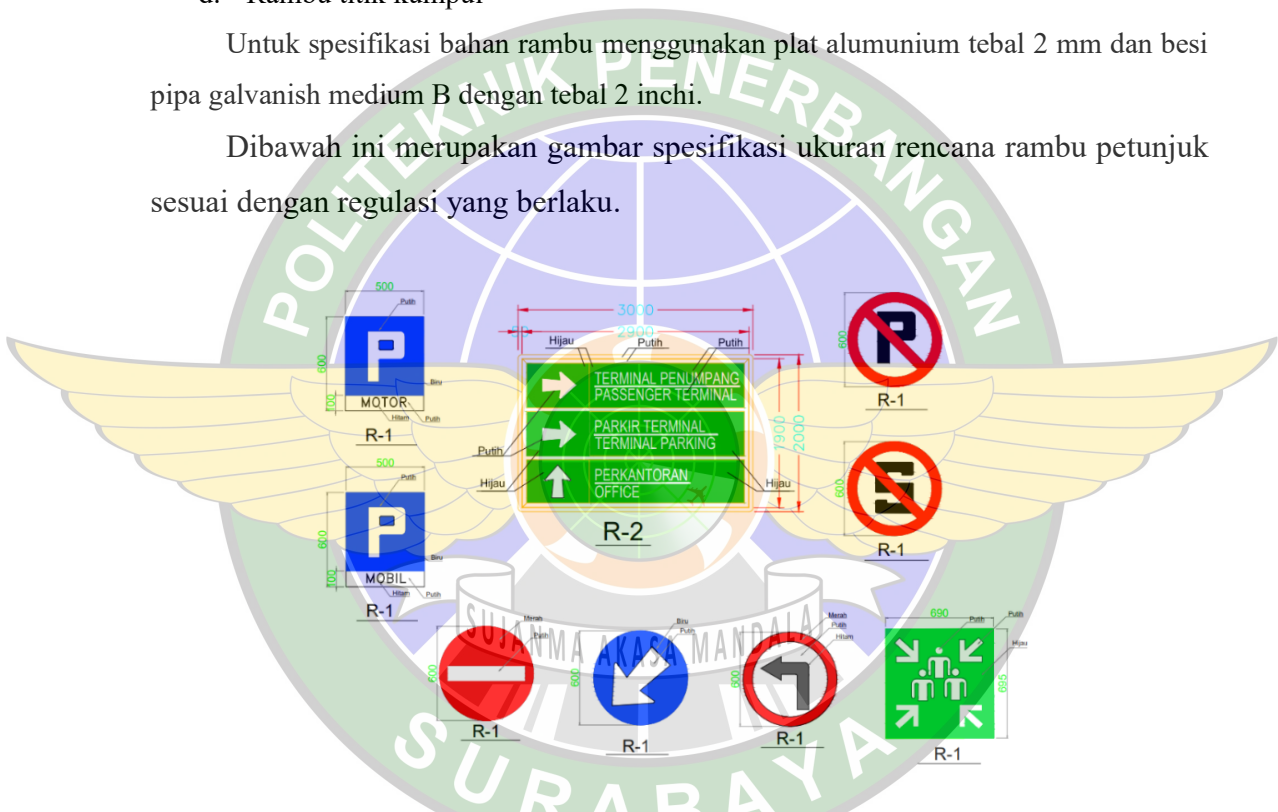 d. Rambu titik kumpul
Untuk spesifikasi bahan rambu menggunakan plat alumunium tebal 2 mm dan besi
pipa galvanish medium B dengan tebal 2 inchi.
Dibawah ini merupakan gambar spesifikasi ukuran rencana rambu petunjuk
sesuai dengan regulasi yang berlaku.
POLITEKNIK PENERBANGAN
500
Putih
P
600
Biru
MOTOR
100
Hitam
Putih
R-1
3000
2900
50
Hijau
Putih
Putih
TERMINAL PENUMPANG
PASSENGER TERMINAL
PARKIR TERMINAL
TERMINAL PARKING
PERKANTORAN
OFFICE
Putih
Hijau
Hijau
1900
2000
R-2
600
P
R-1
500
Putih
P
600
Biru
MOBIL
100
Hitam
Putih
R-1
600
S
R-1
SUJANMA AKASA MANDALA
Merah
Putih
600
R-1
Biru
Putih
600
R-1
Merah
Putih
Hitam
600
R-1
690
Putih
Putih
Hijau
695
R-1
SURABAYA